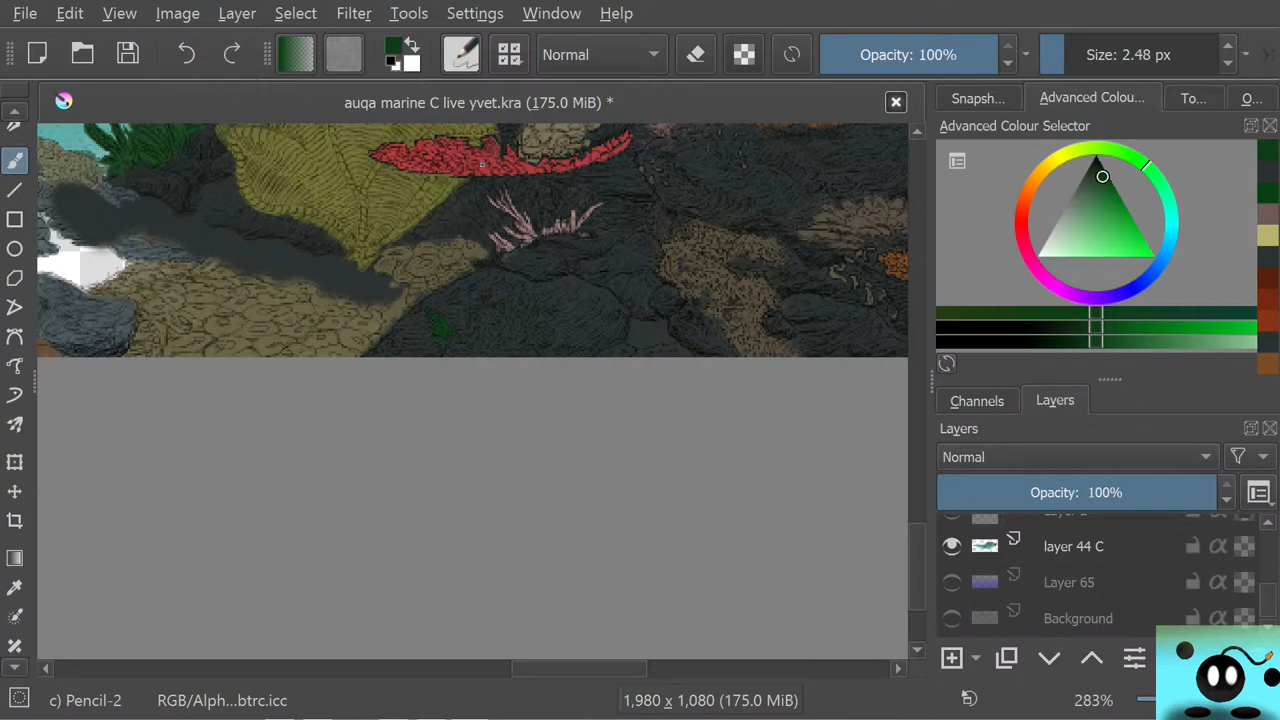 File Edit View Image Layer Select Filter Tools Settings Window Help
Normal Opacity: 100% Size: 2.48 px
auqa marine C live yvet.kra (175.0 MiB) *
Snapsh... Advanced Colou... To... O...
Advanced Colour Selector
Channels Layers
Layers
Normal
Opacity: 100%
layer 44 C
Layer 65
Background
c) Pencil-2 RGB/Alph...btrc.icc 1,980 x 1,080 (175.0 MiB) 283%